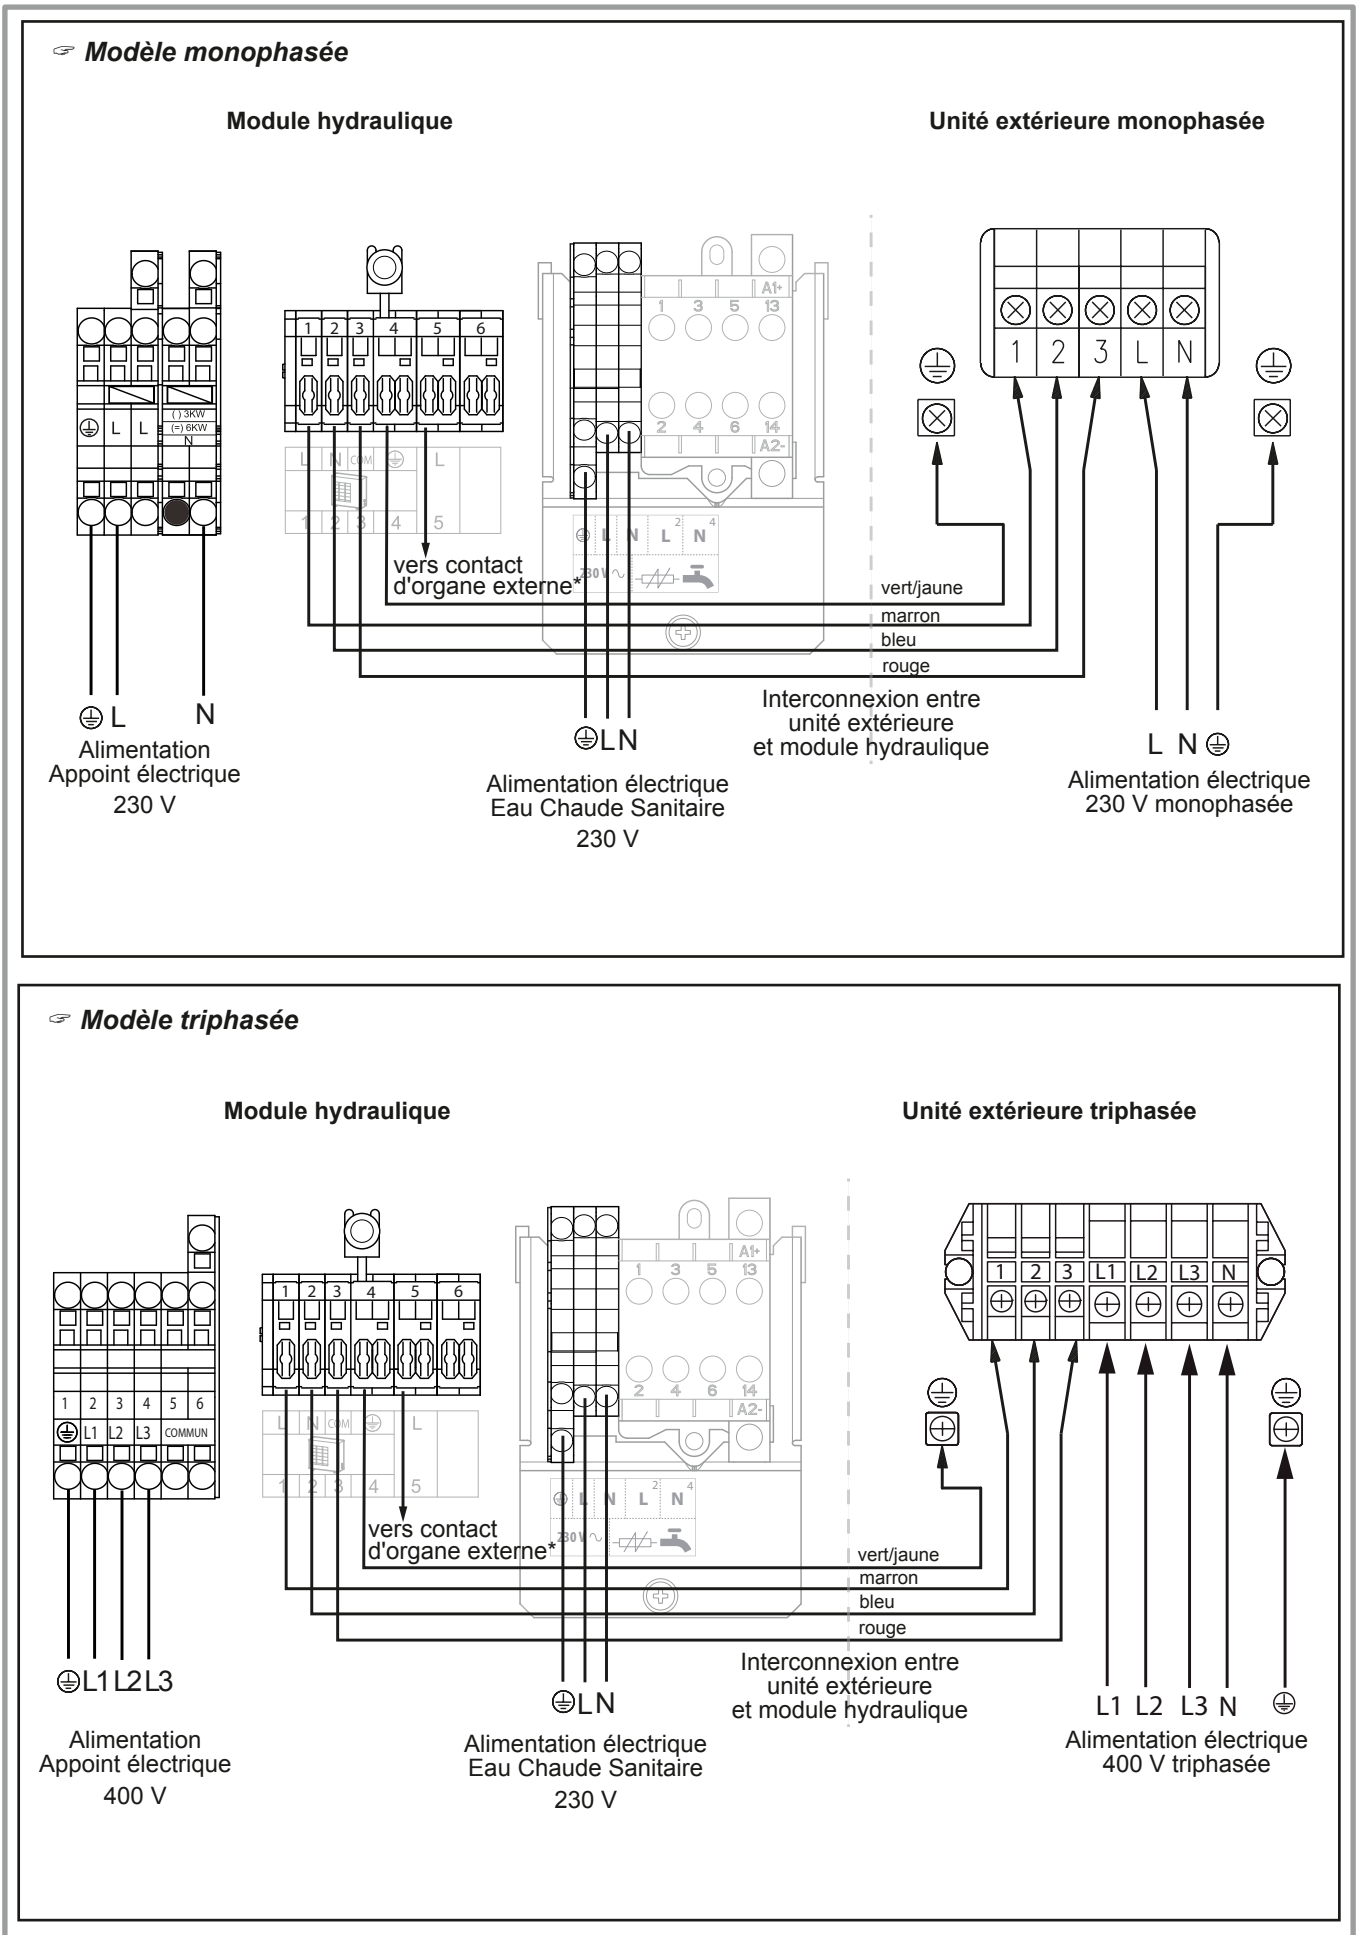 ☞ Modèle monophasée
Module hydraulique
Unité extérieure monophasée
1 2 3 4 5 6
A1+
1 3 5 13
2 4 6 14
A2-
1 2 3 L N
L L
( ) 3KW
(=) 6KW
N
L N COM L
1 2 3 4 5
L N L 2 N 4
230 V ~
vers contact
d'organe externe*
vert/jaune
marron
bleu
rouge
Interconnexion entre
unité extérieure
et module hydraulique
L N
Alimentation
Appoint électrique
230 V
L N
Alimentation électrique
Eau Chaude Sanitaire
230 V
L N
Alimentation électrique
230 V monophasée
☞ Modèle triphasée
Module hydraulique
Unité extérieure triphasée
1 2 3 4 5 6
A1+
1 3 5 13
2 4 6 14
A2-
1 2 3 L1 L2 L3 N
1 2 3 4 5 6
L1 L2 L3 COMMUN
L N COM L
1 2 3 4 5
L N L 2 N 4
230 V ~
vers contact
d'organe externe*
vert/jaune
marron
bleu
rouge
Interconnexion entre
unité extérieure
et module hydraulique
L1 L2 L3
Alimentation
Appoint électrique
400 V
L N
Alimentation électrique
Eau Chaude Sanitaire
230 V
L1 L2 L3 N
Alimentation électrique
400 V triphasée